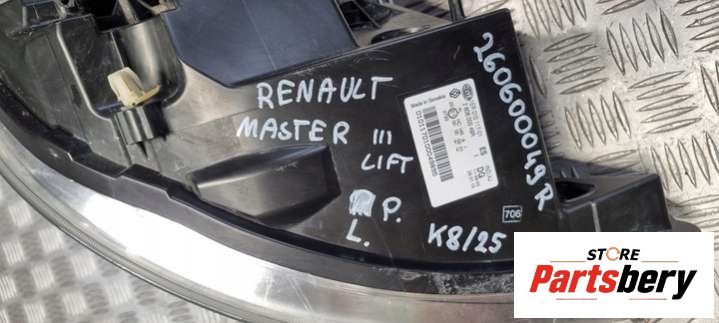 RENAULT
MASTER III
LIFT
P.
L.
K8/25
260600049R
Made in Slovakia
706
STORE
Partsbery